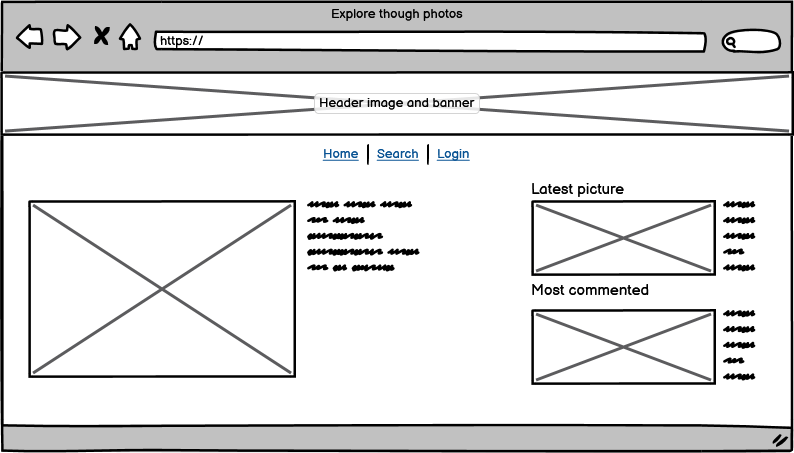 Explore though photos
https://
Header image and banner
Home | Search | Login
Latest picture
Most commented